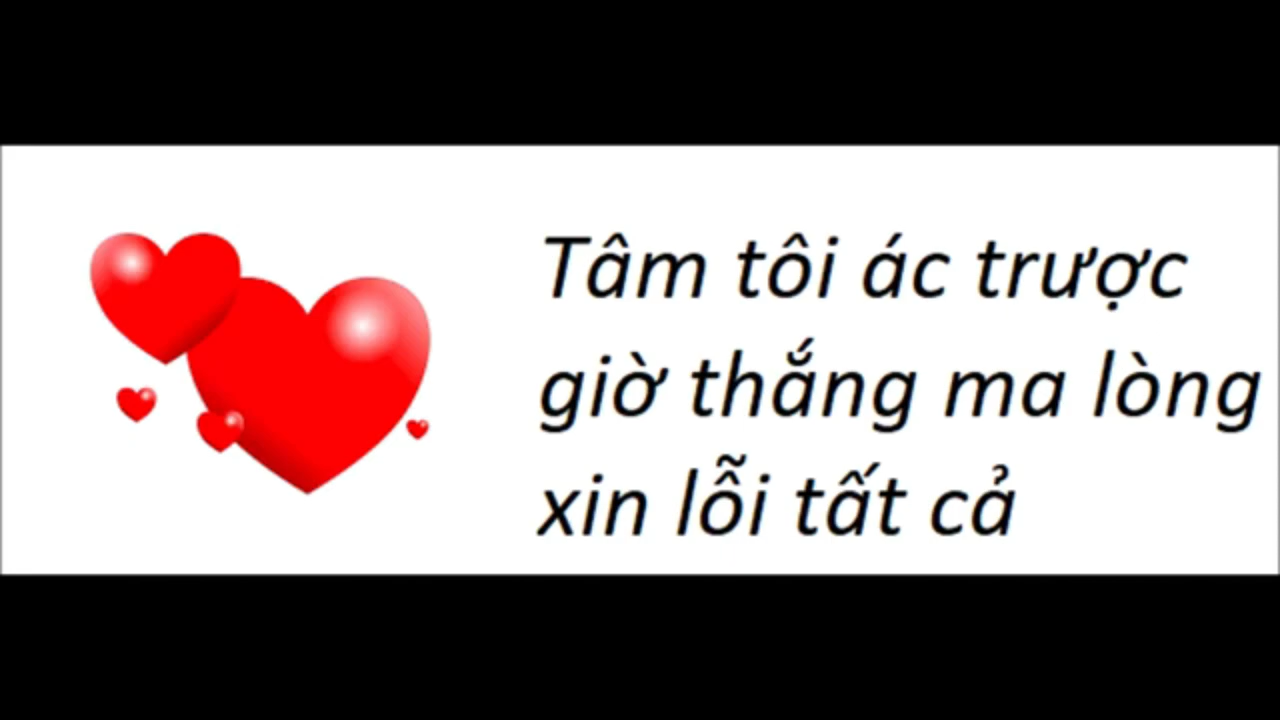 Tâm tôi ác trược
giờ thắng ma lòng
xin lỗi tất cả